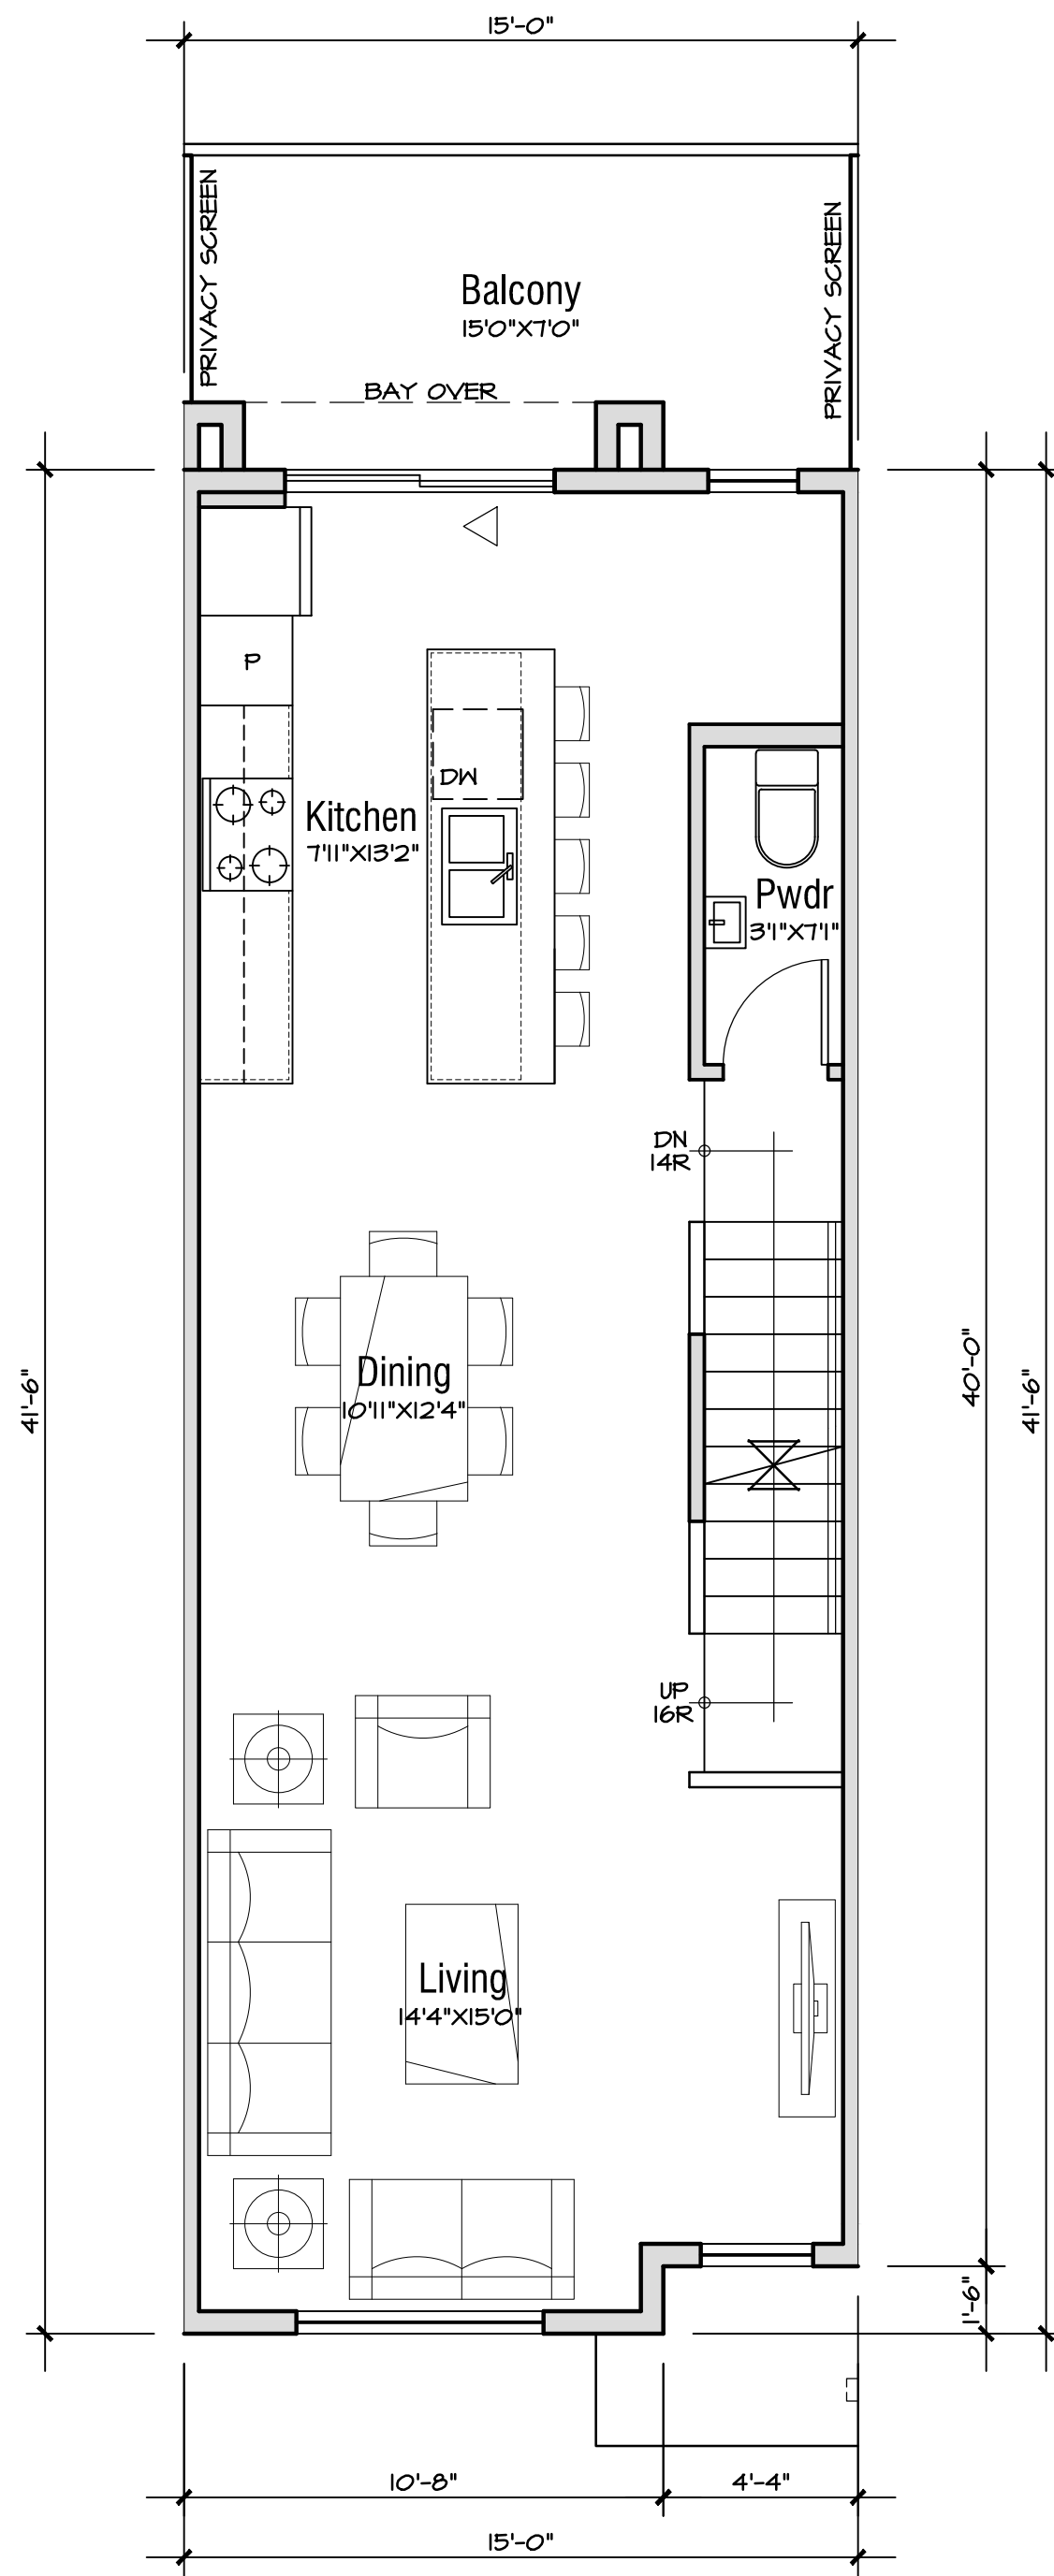 15'-0"
PRIVACY SCREEN
PRIVACY SCREEN
Balcony
15'0"X7'0"
BAY OVER
P
DW
Kitchen
7'11"X13'2"
Pwdr
3'1"X7'1"
DN
14R
41'-6"
40'-0"
41'-6"
Dining
10'11"X12'4"
UP
16R
Living
14'4"X15'0"
1'-6"
10'-8"
4'-4"
15'-0"